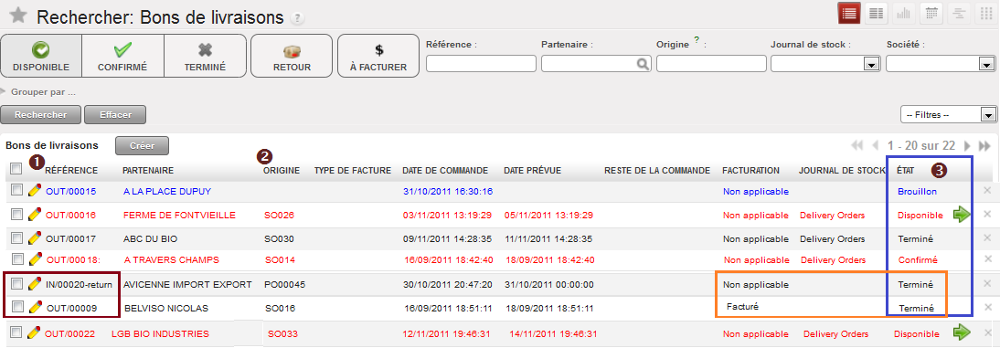 Rechercher: Bons de livraisons ?
DISPONIBLE CONFIRMÉ TERMINÉ RETOUR $ À FACTURER
Référence : Partenaire : Origine ? : Journal de stock : Société :
Grouper par ...
Rechercher Effacer -- Filtres --
Bons de livraisons Créer 1 - 20 sur 22
1 RÉFÉRENCE PARTENAIRE 2 ORIGINE TYPE DE FACTURE DATE DE COMMANDE DATE PRÉVUE RESTE DE LA COMMANDE FACTURATION JOURNAL DE STOCK ÉTAT 3
OUT/00015 A LA PLACE DUPUY 31/10/2011 16:30:16 Non applicable Brouillon
OUT/00016 FERME DE FONTVIEILLE SO026 03/11/2011 13:19:29 05/11/2011 13:19:29 Non applicable Delivery Orders Disponible
OUT/00017 ABC DU BIO SO030 09/11/2011 14:28:35 11/11/2011 14:28:35 Non applicable Delivery Orders Terminé
OUT/00018: A TRAVERS CHAMPS SO014 16/09/2011 18:42:40 18/09/2011 18:42:40 Non applicable Delivery Orders Confirmé
IN/00020-return AVICENNE IMPORT EXPORT PO00045 30/10/2011 20:47:20 31/10/2011 00:00:00 Non applicable Terminé
OUT/00009 BELVISO NICOLAS SO016 16/09/2011 18:51:11 18/09/2011 18:51:11 Facturé Terminé
OUT/00022 LGB BIO INDUSTRIES SO033 12/11/2011 19:46:31 14/11/2011 19:46:31 Non applicable Delivery Orders Disponible